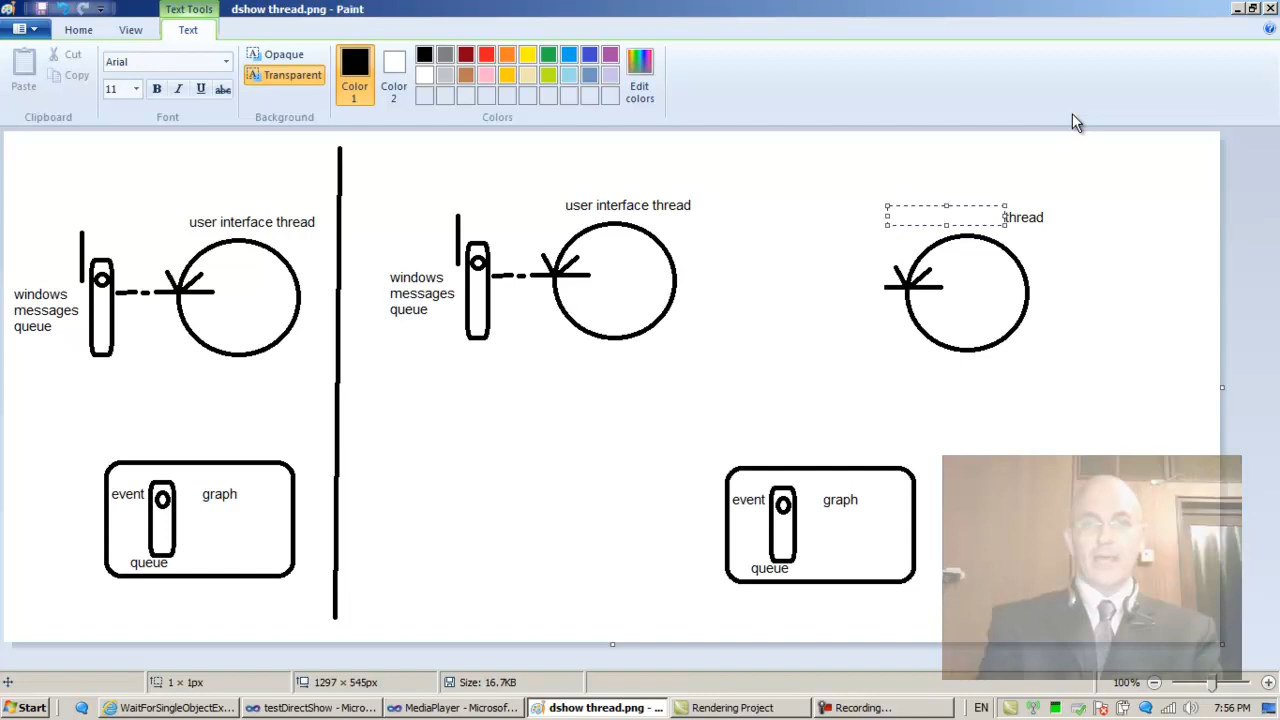 Text Tools
dshow thread.png - Paint
Home
View
Text
Paste
Cut
Copy
Clipboard
Arial
11
B I U abc
Font
Opaque
Transparent
Background
Color 1
Color 2
Edit colors
Colors
user interface thread
windows
messages
queue
event
graph
queue
user interface thread
windows
messages
queue
thread
event
graph
queue
1 × 1px
1297 × 545px
Size: 16.7KB
100%
Start
WaitForSingleObjectEx...
testDirectShow - Micro...
MediaPlayer - Microsof...
dshow thread.png - ...
Rendering Project
Recording...
EN
7:56 PM